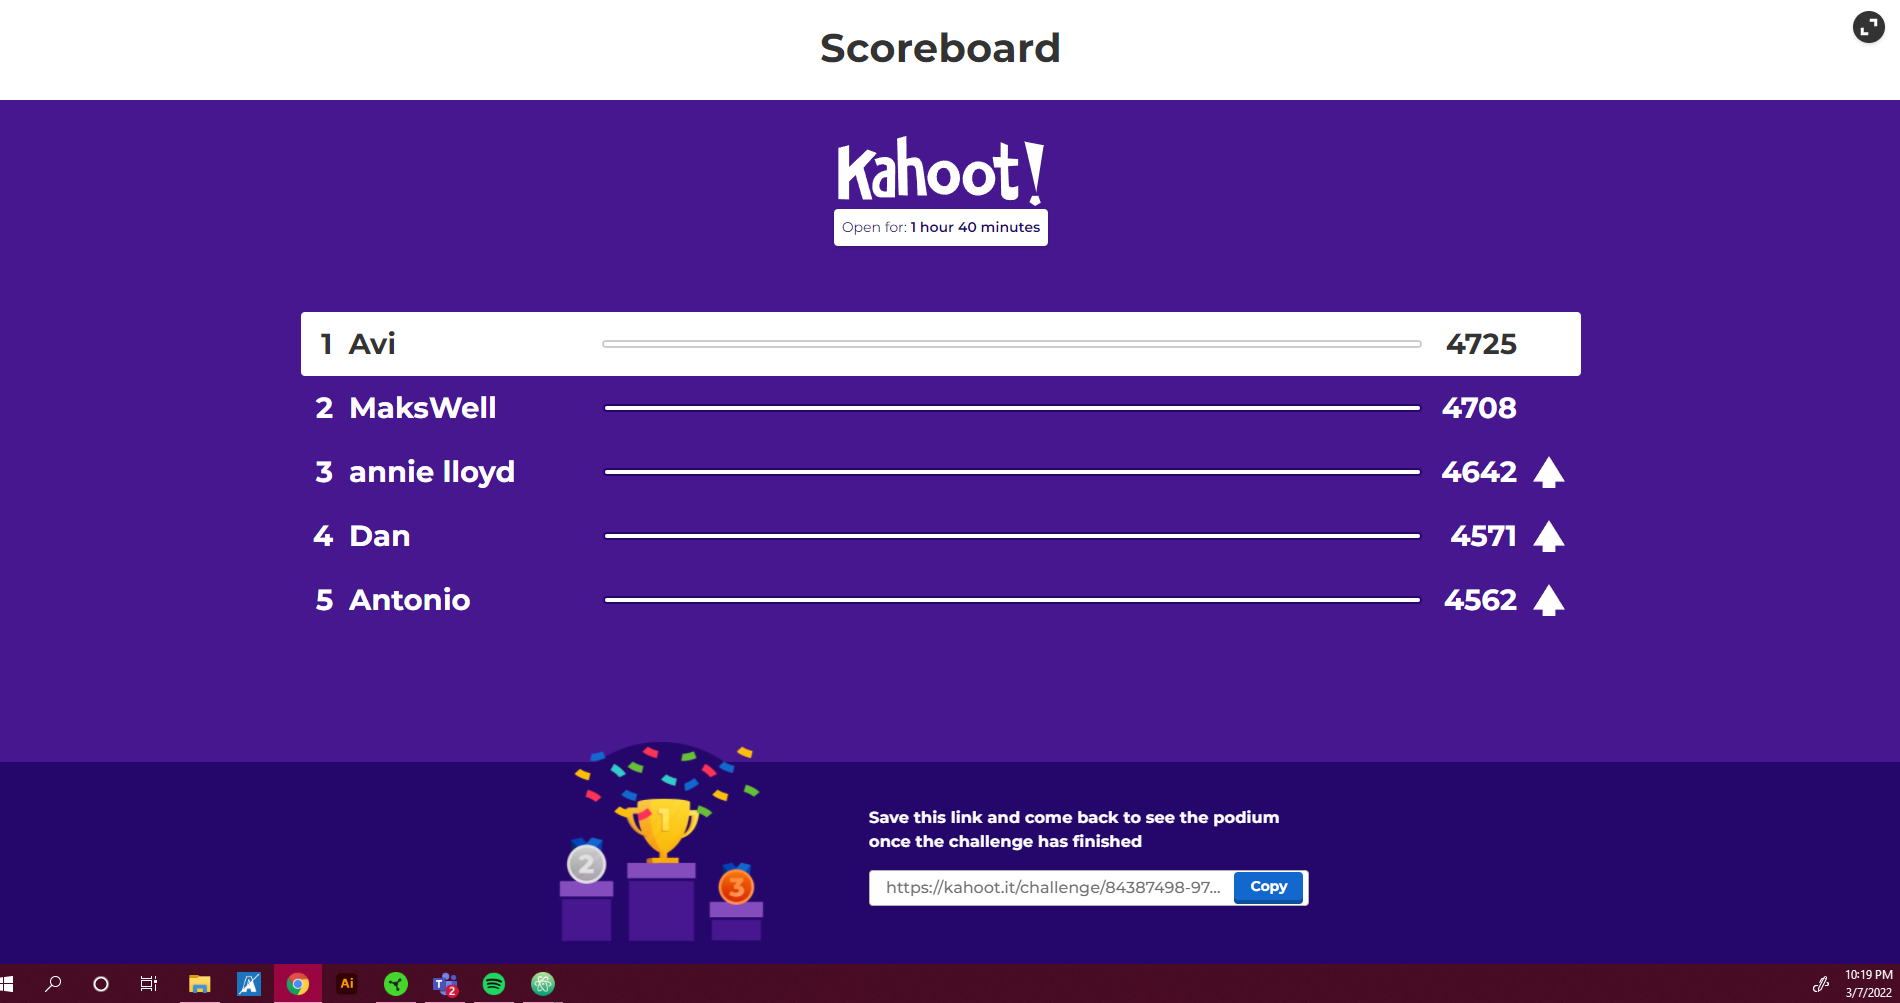 Scoreboard
Kahoot!
Open for: 1 hour 40 minutes
1 Avi 4725
2 MaksWell 4708
3 annie lloyd 4642
4 Dan 4571
5 Antonio 4562
1
2
3
Save this link and come back to see the podium
once the challenge has finished
https://kahoot.it/challenge/84387498-97... Copy
Ai
T 2
10:19 PM
3/7/2022